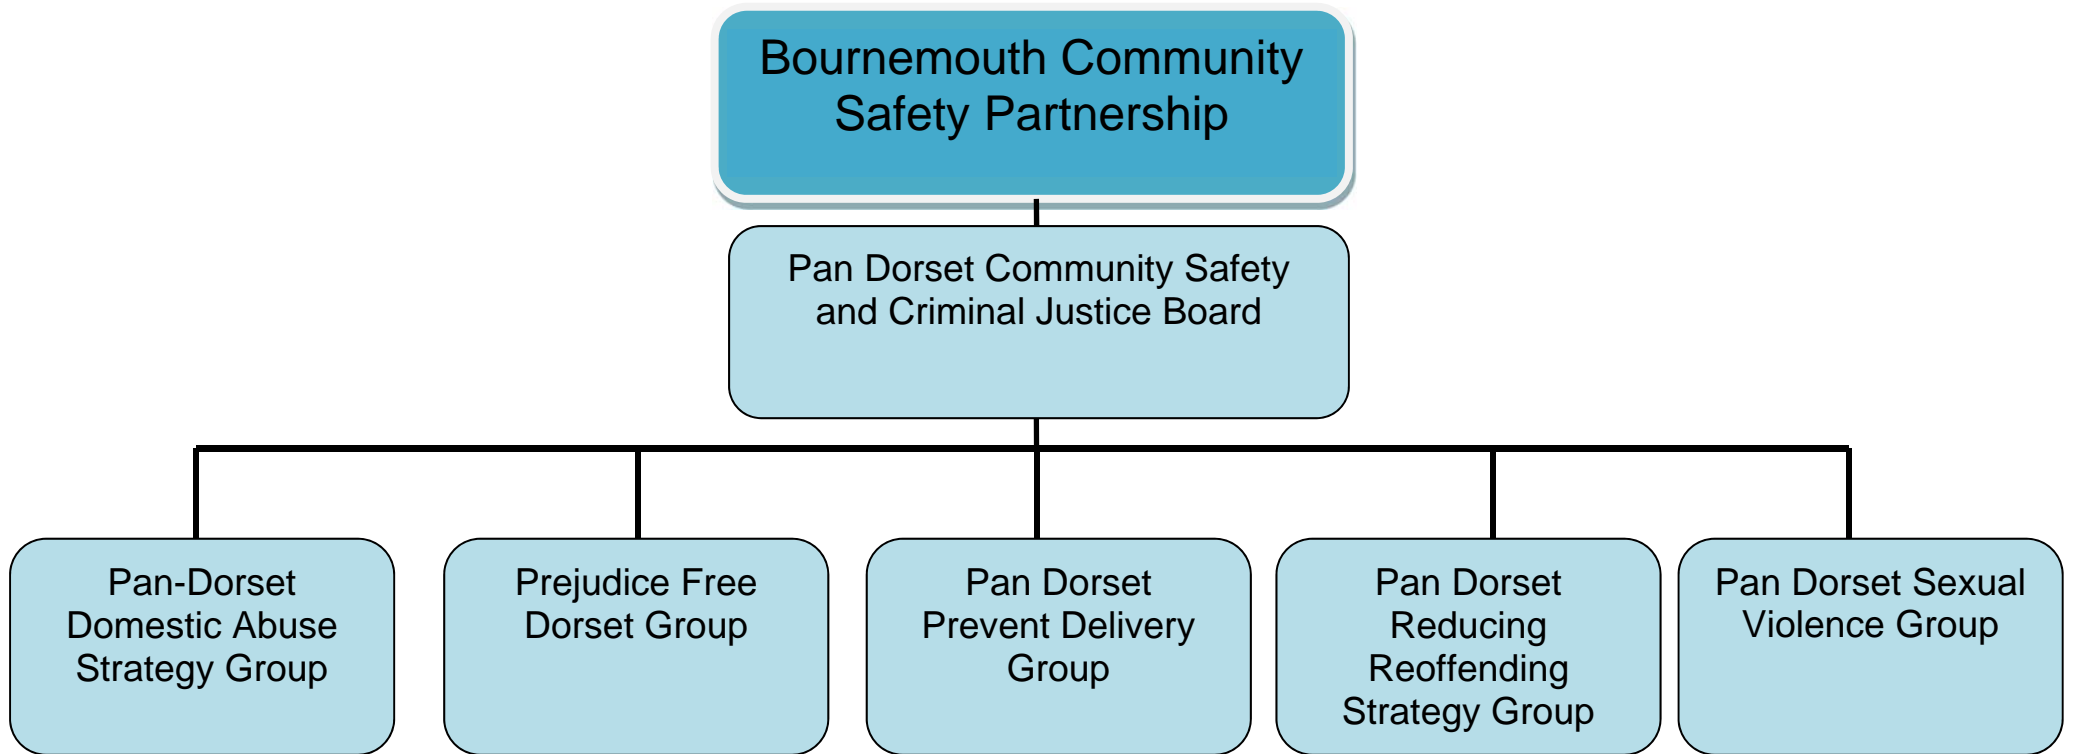 Bournemouth Community
Safety Partnership
Pan Dorset Community Safety
and Criminal Justice Board
Pan-Dorset
Domestic Abuse
Strategy Group
Prejudice Free
Dorset Group
Pan Dorset
Prevent Delivery
Group
Pan Dorset
Reducing
Reoffending
Strategy Group
Pan Dorset Sexual
Violence Group